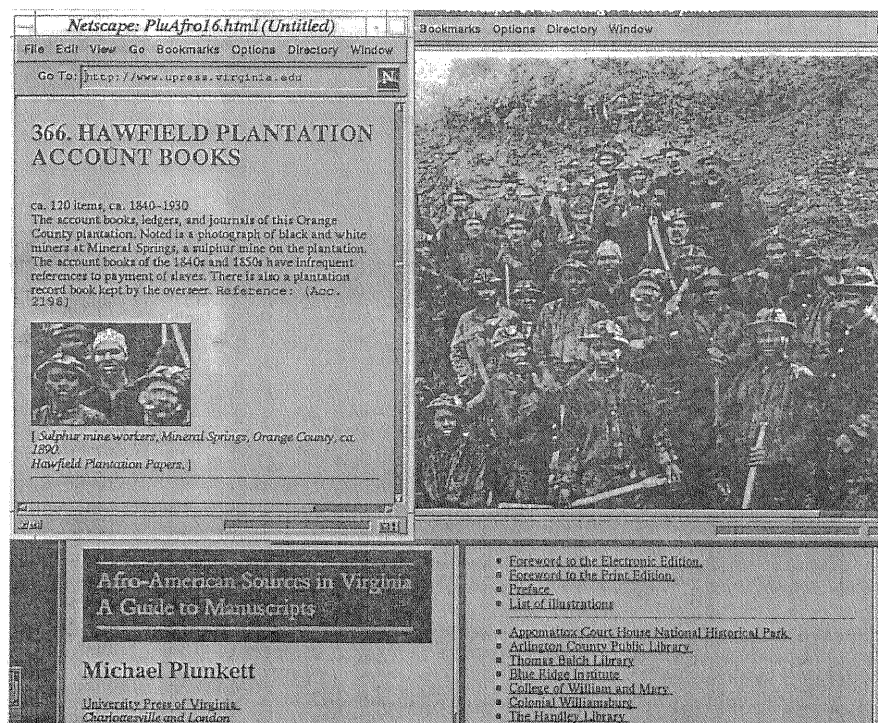 Netscape: PluAfro16.html (Untitled)
File Edit View Go Bookmarks Options Directory Window
Go To: http://www.upress.virginia.edu
N
366. HAWFIELD PLANTATION
ACCOUNT BOOKS
ca. 120 items, ca. 1840-1930
The account books, ledgers, and journals of this Orange
County plantation. Noted is a photograph of black and white
miners at Mineral Springs, a sulphur mine on the plantation.
The account books of the 1840s and 1850s have infrequent
references to payment of slaves. There is also a plantation
record book kept by the overseer. Reference: (Acc.
2198)
[ Sulphur mine workers, Mineral Springs, Orange County, ca.
1890.
Hawfield Plantation Papers. ]
Bookmarks Options Directory Window
Afro-American Sources in Virginia
A Guide to Manuscripts
Michael Plunkett
University Press of Virginia
Charlottesville and London
Foreword to the Electronic Edition.
Foreword to the Print Edition.
Preface
List of illustrations
Appomattox Court House National Historical Park
Arlington County Public Library
Thomas Balch Library
Blue Ridge Institute
College of William and Mary
Colonial Williamsburg
The Handley Library